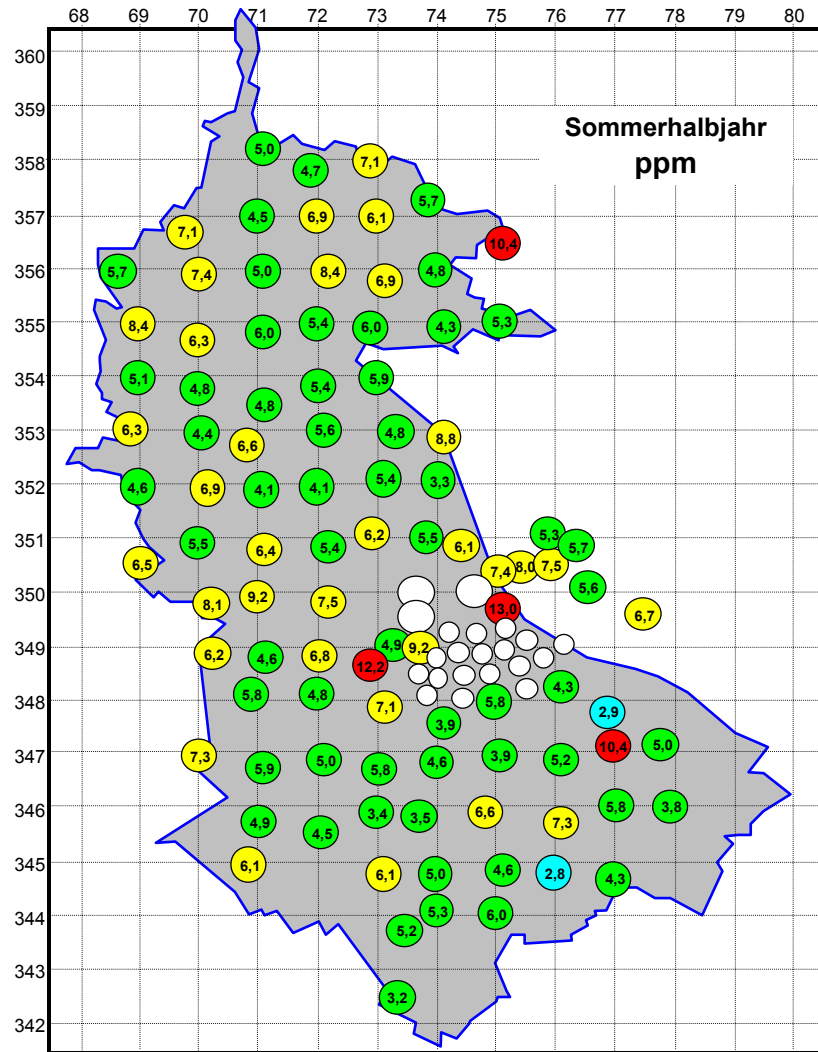 68 69 70 71 72 73 74 75 76 77 78 79 80
360
359
Sommerhalbjahr
ppm
5,0
358
4,7 7,1
5,7
357 4,5 6,9 6,1
7,1
10,4
356 5,7 7,4 5,0 8,4 6,9 4,8
355 8,4 6,3 6,0 5,4 6,0 4,3 5,3
354 5,1 4,8 4,8 5,4 5,9
353 6,3 4,4 6,6 5,6 4,8 8,8
352 4,6 6,9 4,1 4,1 5,4 3,3
351 5,5 6,4 5,4 6,2 5,5 6,1 5,3 5,7
6,5 7,4 8,0 7,5
350 8,1 9,2 7,5 13,0 5,6 6,7
349 6,2 4,6 6,8 12,2 4,9 9,2
348 5,8 4,8 7,1 3,9 5,8 4,3 2,9
347 7,3 5,9 5,0 5,8 4,6 3,9 5,2 10,4 5,0
346 4,9 4,5 3,4 3,5 6,6 7,3 5,8 3,8
345 6,1 6,1 5,0 4,6 2,8 4,3
344 5,2 5,3 6,0
343
3,2
342